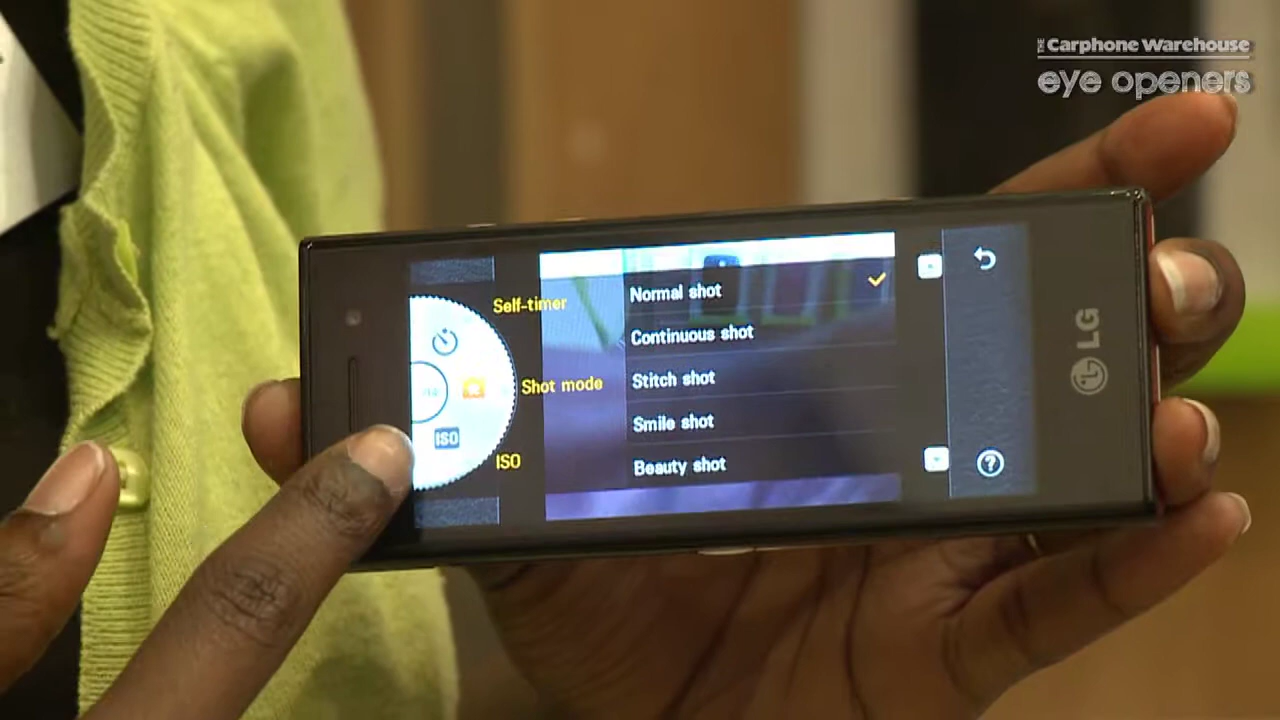 THE Carphone Warehouse
eye openers
Self-timer
Shot mode
ISO
ISO
Normal shot
Continuous shot
Stitch shot
Smile shot
Beauty shot
?
LG